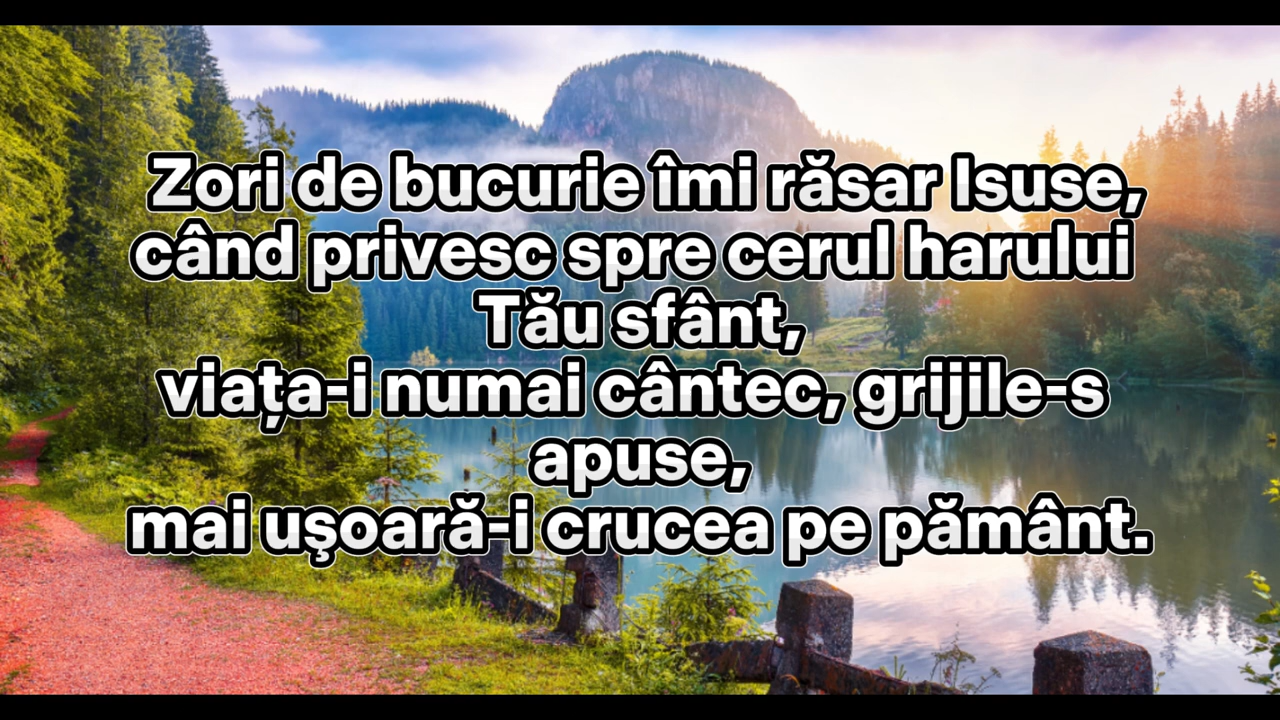 Zori de bucurie îmi răsar Isuse,
când privesc spre cerul harului
Tău sfânt,
viața-i numai cântec, grijile-s
apuse,
mai uşoară-i crucea pe pământ.